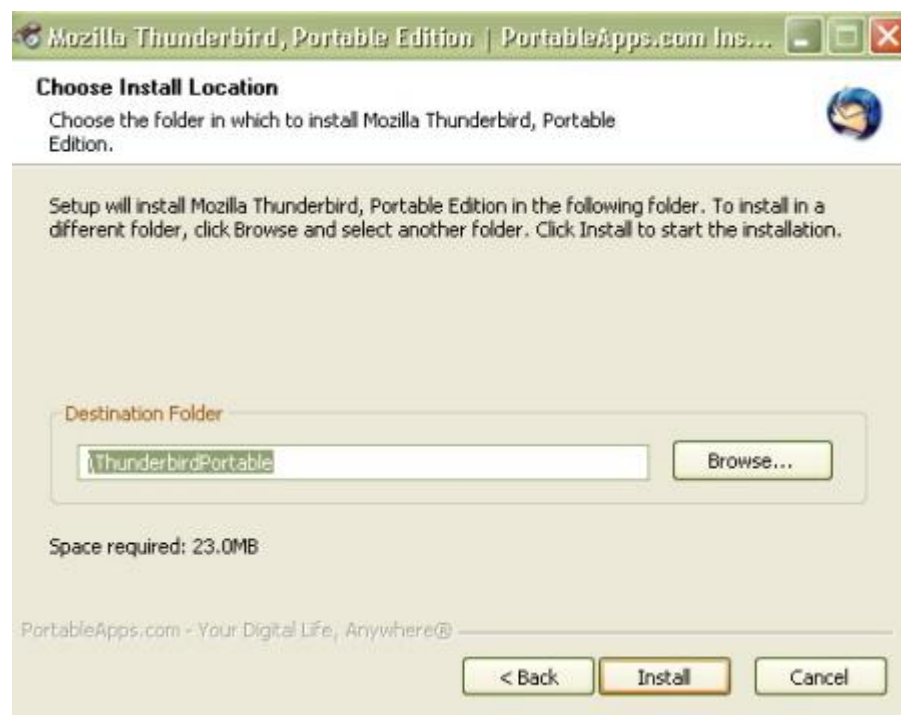 Mozilla Thunderbird, Portable Edition | PortableApps.com Ins...
Choose Install Location
Choose the folder in which to install Mozilla Thunderbird, Portable
Edition.
Setup will install Mozilla Thunderbird, Portable Edition in the following folder. To install in a
different folder, click Browse and select another folder. Click Install to start the installation.
Destination Folder
\ThunderbirdPortable
Browse...
Space required: 23.0MB
PortableApps.com - Your Digital Life, Anywhere®
< Back
Install
Cancel